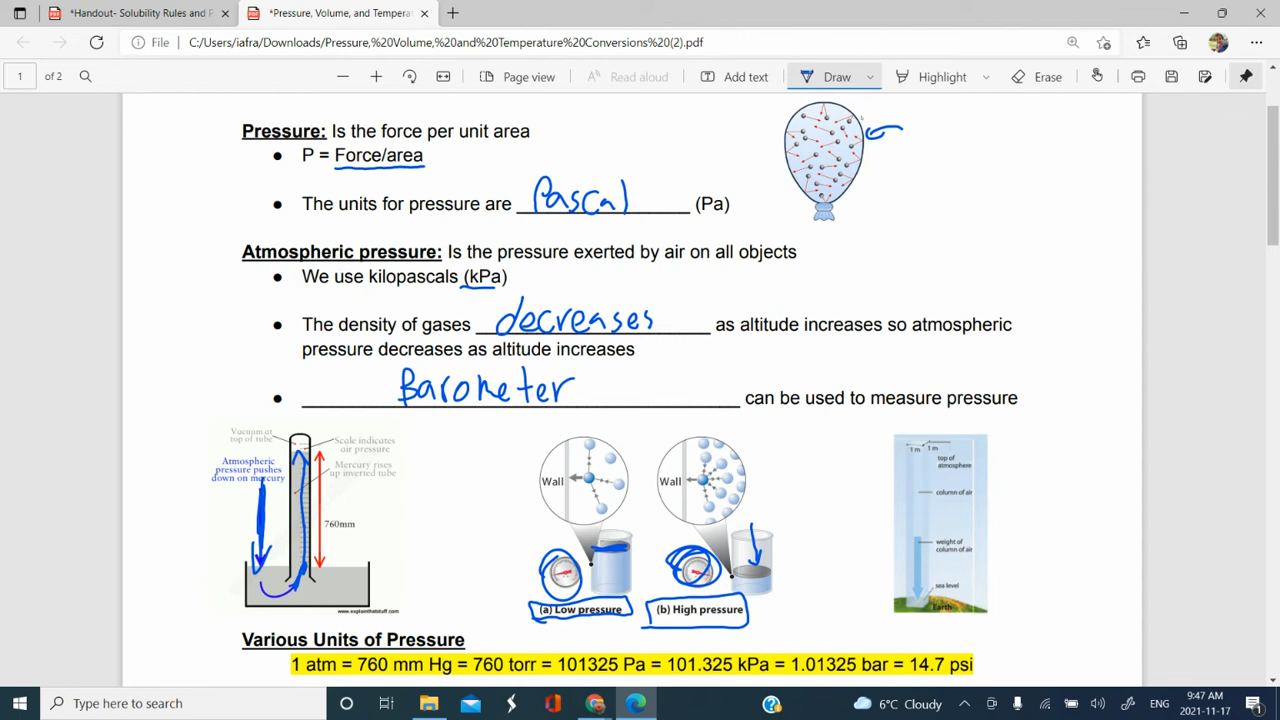 *Handout- Solubility Rules and P
*Pressure, Volume, and Temperat
File C:/Users/iafra/Downloads/Pressure,%20Volume,%20and%20Temperature%20Conversions%20(2).pdf
1 of 2 Page view Read aloud Add text Draw Highlight Erase
Pressure: Is the force per unit area
● P = Force/area
● The units for pressure are Pascal (Pa)
Atmospheric pressure: Is the pressure exerted by air on all objects
● We use kilopascals (kPa)
● The density of gases decreases as altitude increases so atmospheric
pressure decreases as altitude increases
● Barometer can be used to measure pressure
Vacuum at
top of tube
Scale indicates
air pressure
Atmospheric
pressure pushes
down on mercury
Mercury rises
up inverted tube
760mm
www.explainthatstuff.com
Wall
(a) Low pressure
Wall
(b) High pressure
1 m 1 m
top of
atmosphere
column of air
weight of
column of air
sea level
Earth
Various Units of Pressure
1 atm = 760 mm Hg = 760 torr = 101325 Pa = 101.325 kPa = 1.01325 bar = 14.7 psi
Type here to search
6°C Cloudy
ENG
9:47 AM
2021-11-17
1